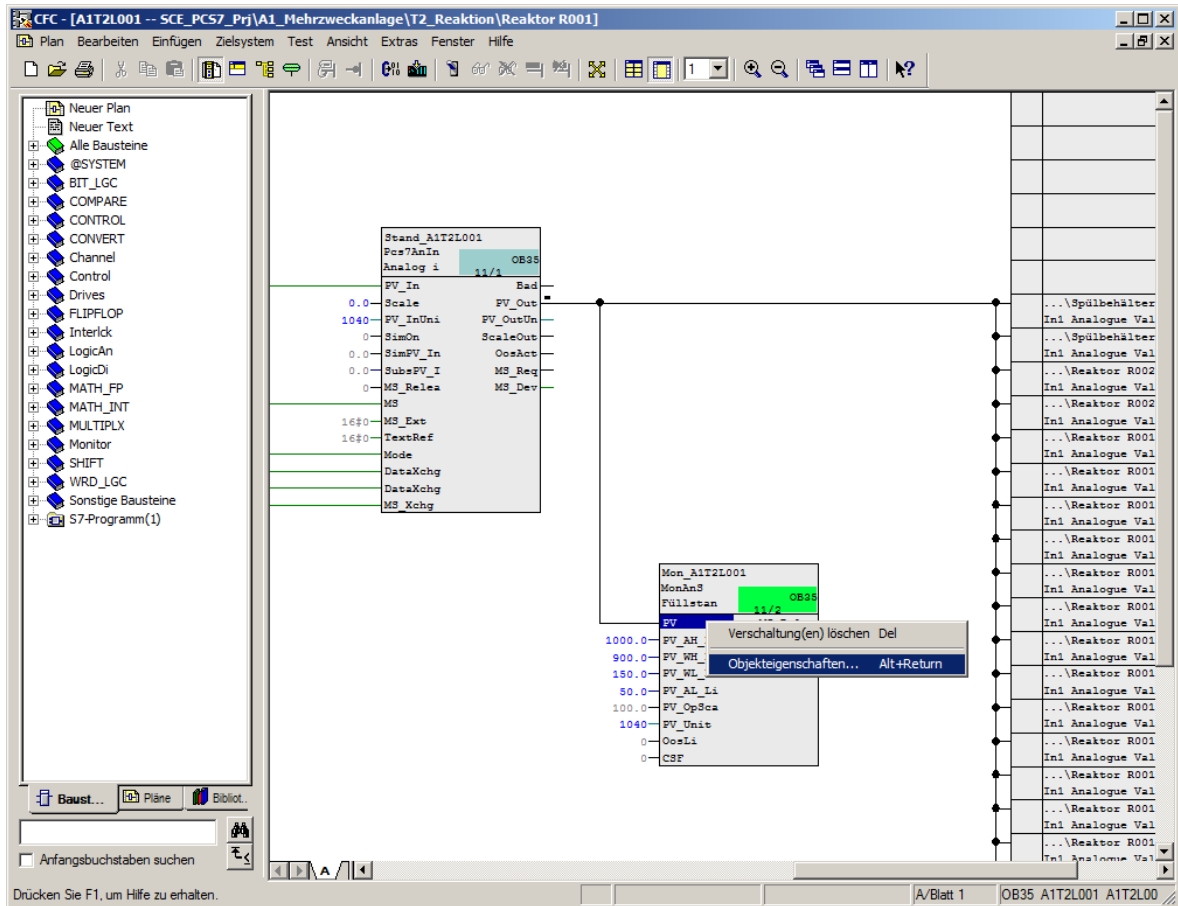 CFC - [A1T2L001 -- SCE_PCS7_Prj\A1_Mehrzweckanlage\T2_Reaktion\Reaktor R001]
Plan Bearbeiten Einfügen Zielsystem Test Ansicht Extras Fenster Hilfe
1
Neuer Plan
Neuer Text
Alle Bausteine
@SYSTEM
BIT_LGC
COMPARE
CONTROL
CONVERT
Channel
Control
Drives
FLIPFLOP
Interlck
LogicAn
LogicDi
MATH_FP
MATH_INT
MULTIPLX
Monitor
SHIFT
WRD_LGC
Sonstige Bausteine
S7-Programm(1)
Baust... Pläne Bibliot..
Anfangsbuchstaben suchen
Stand_A1T2L001
Pcs7AnIn
OB35
Analog i
11/1
PV_In Bad
0.0 Scale PV_Out
1040 PV_InUni PV_OutUn
0 SimOn ScaleOut
0.0 SimPV_In OosAct
0.0 SubsPV_I MS_Req
0 MS_Relea MS_Dev
MS
16#0 MS_Ext
16#0 TextRef
Mode
DataXchg
DataXchg
MS_Xchg
Mon_A1T2L001
MonAnS
OB35
Füllstan
11/2
PV
1000.0 PV_AH_
900.0 PV_WH_
150.0 PV_WL_
50.0 PV_AL_Li
100.0 PV_OpSca
1040 PV_Unit
0 OosLi
0 CSF
Verschaltung(en) löschen Del
Objekteigenschaften... Alt+Return
...\Spülbehälter
In1 Analogue Val
...\Spülbehälter
In1 Analogue Val
...\Reaktor R002
In1 Analogue Val
...\Reaktor R002
In1 Analogue Val
...\Reaktor R001
In1 Analogue Val
...\Reaktor R001
In1 Analogue Val
...\Reaktor R001
In1 Analogue Val
...\Reaktor R001
In1 Analogue Val
...\Reaktor R001
In1 Analogue Val
...\Reaktor R001
In1 Analogue Val
...\Reaktor R001
In1 Analogue Val
...\Reaktor R001
In1 Analogue Val
...\Reaktor R001
In1 Analogue Val
...\Reaktor R001
In1 Analogue Val
...\Reaktor R001
In1 Analogue Val
...\Reaktor R001
In1 Analogue Val
...\Reaktor R001
In1 Analogue Val
A
Drücken Sie F1, um Hilfe zu erhalten.
A/Blatt 1
OB35 A1T2L001 A1T2L00